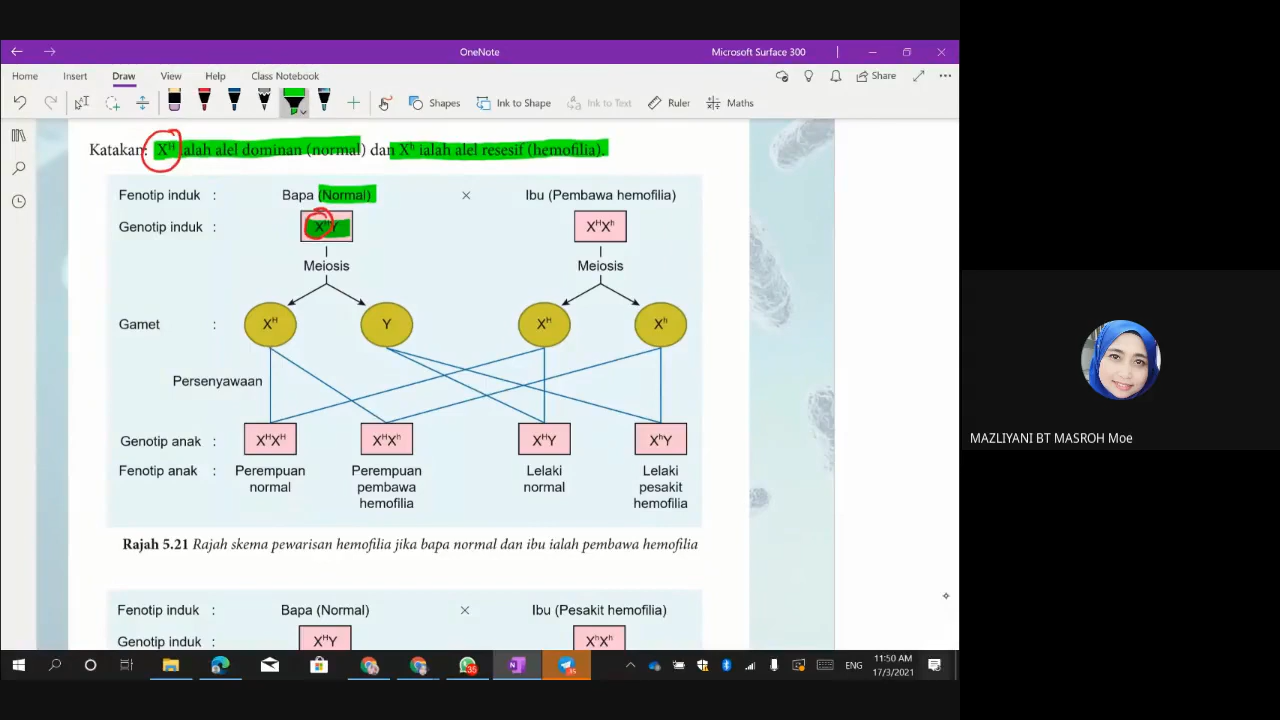 OneNote
Microsoft Surface 300
Home Insert Draw View Help Class Notebook Share
Shapes Ink to Shape Ink to Text Ruler Maths
Katakan: Xᴴ ialah alel dominan (normal) dan Xʰ ialah alel resesif (hemofilia).
Fenotip induk : Bapa (Normal) × Ibu (Pembawa hemofilia)
Genotip induk : XᴴY XᴴXʰ
Meiosis Meiosis
Gamet : Xᴴ Y Xᴴ Xʰ
Persenyawaan
Genotip anak : XᴴXᴴ XᴴXʰ XᴴY XʰY
Fenotip anak : Perempuan Perempuan Lelaki Lelaki
normal pembawa normal pesakit
hemofilia hemofilia
Rajah 5.21 Rajah skema pewarisan hemofilia jika bapa normal dan ibu ialah pembawa hemofilia
Fenotip induk : Bapa (Normal) × Ibu (Pesakit hemofilia)
Genotip induk : XᴴY XʰXʰ
MAZLIYANI BT MASROH Moe
ENG
11:50 AM
17/3/2021